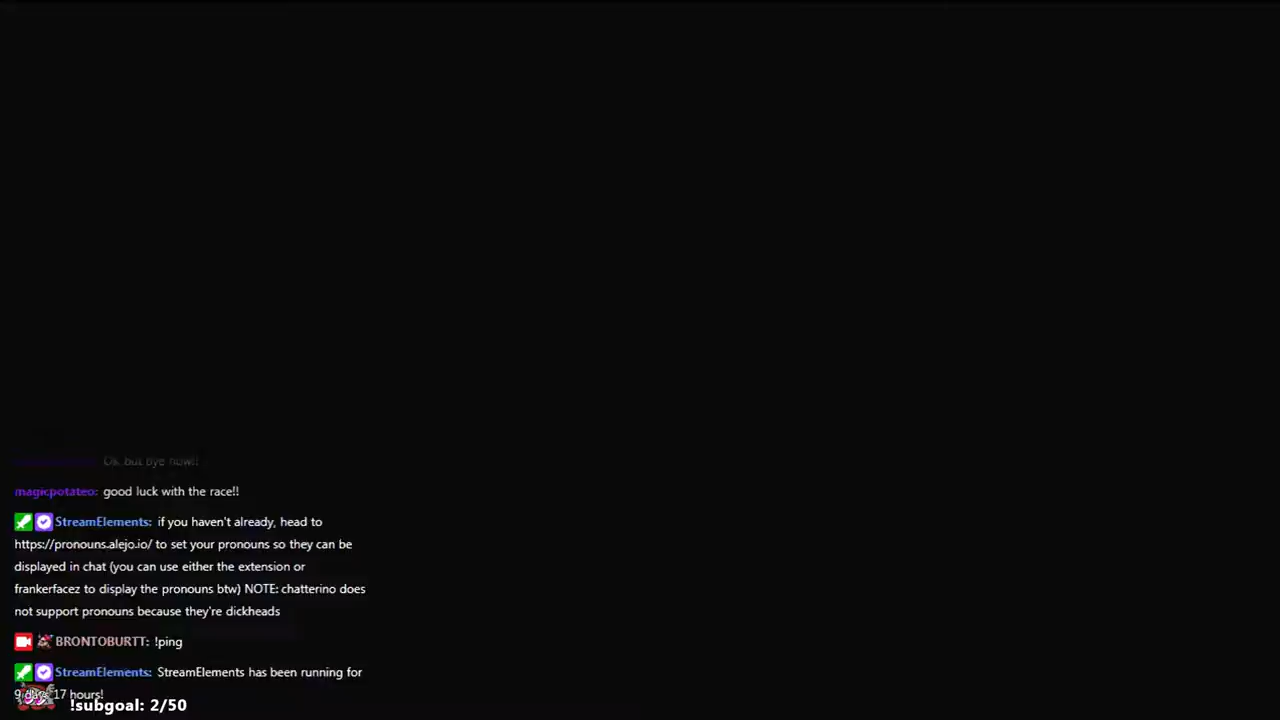 Ok, but bye now!!
magicpotateo: good luck with the race!!
StreamElements: if you haven't already, head to
https://pronouns.alejo.io/ to set your pronouns so they can be
displayed in chat (you can use either the extension or
frankerfacez to display the pronouns btw) NOTE: chatterino does
not support pronouns because they're dickheads
BRONTOBURTT: !ping
StreamElements: StreamElements has been running for
9 days 17 hours!
!subgoal: 2/50